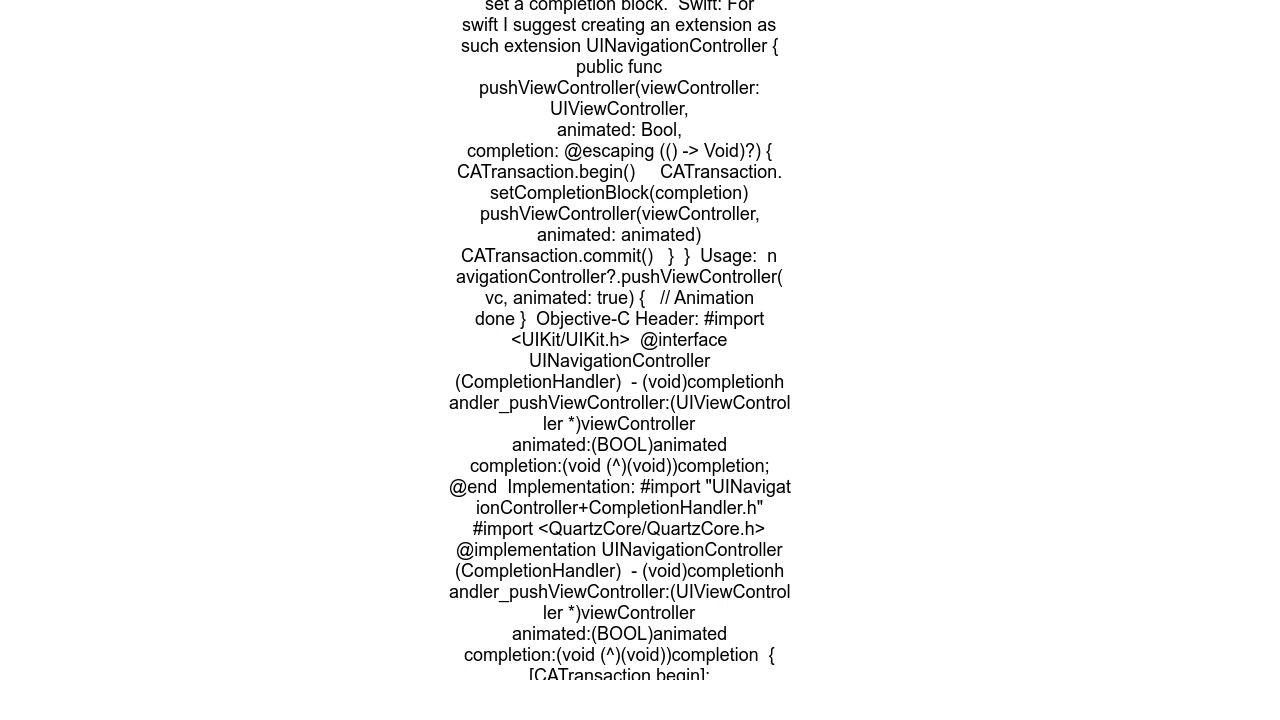 set a completion block.  Swift: For
swift I suggest creating an extension as
such extension UINavigationController {
public func
pushViewController(viewController:
UIViewController,
animated: Bool,
completion: @escaping (() -> Void)?) {
CATransaction.begin()     CATransaction.
setCompletionBlock(completion)
pushViewController(viewController,
animated: animated)
CATransaction.commit()   }  }  Usage:  n
avigationController?.pushViewController(
vc, animated: true) {   // Animation
done }  Objective-C Header: #import
<UIKit/UIKit.h>  @interface
UINavigationController
(CompletionHandler)  - (void)completionh
andler_pushViewController:(UIViewControl
ler *)viewController
animated:(BOOL)animated
completion:(void (^)(void))completion;
@end  Implementation: #import "UINavigat
ionController+CompletionHandler.h"
#import <QuartzCore/QuartzCore.h>
@implementation UINavigationController
(CompletionHandler)  - (void)completionh
andler_pushViewController:(UIViewControl
ler *)viewController
animated:(BOOL)animated
completion:(void (^)(void))completion  {
[CATransaction begin];